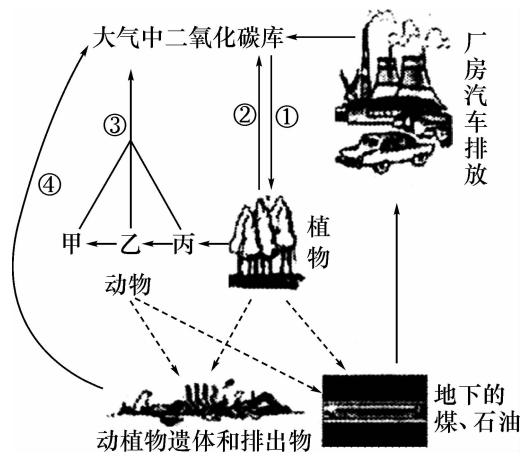 大气中二氧化碳库
厂房汽车排放
③
②
①
④
甲
乙
丙
植物
动物
动植物遗体和排出物
地下的
煤、石油